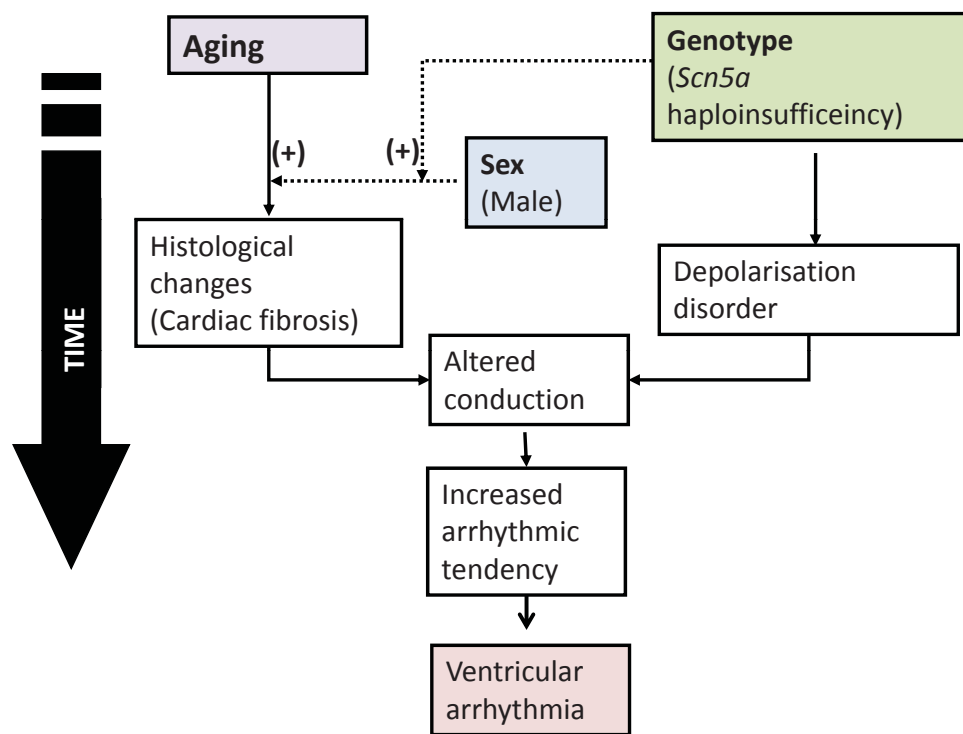 Aging
Genotype
(Scn5a
haploinsufficeincy)
(+)
(+)
Sex
(Male)
TIME
Histological
changes
(Cardiac fibrosis)
Depolarisation
disorder
Altered
conduction
Increased
arrhythmic
tendency
Ventricular
arrhythmia